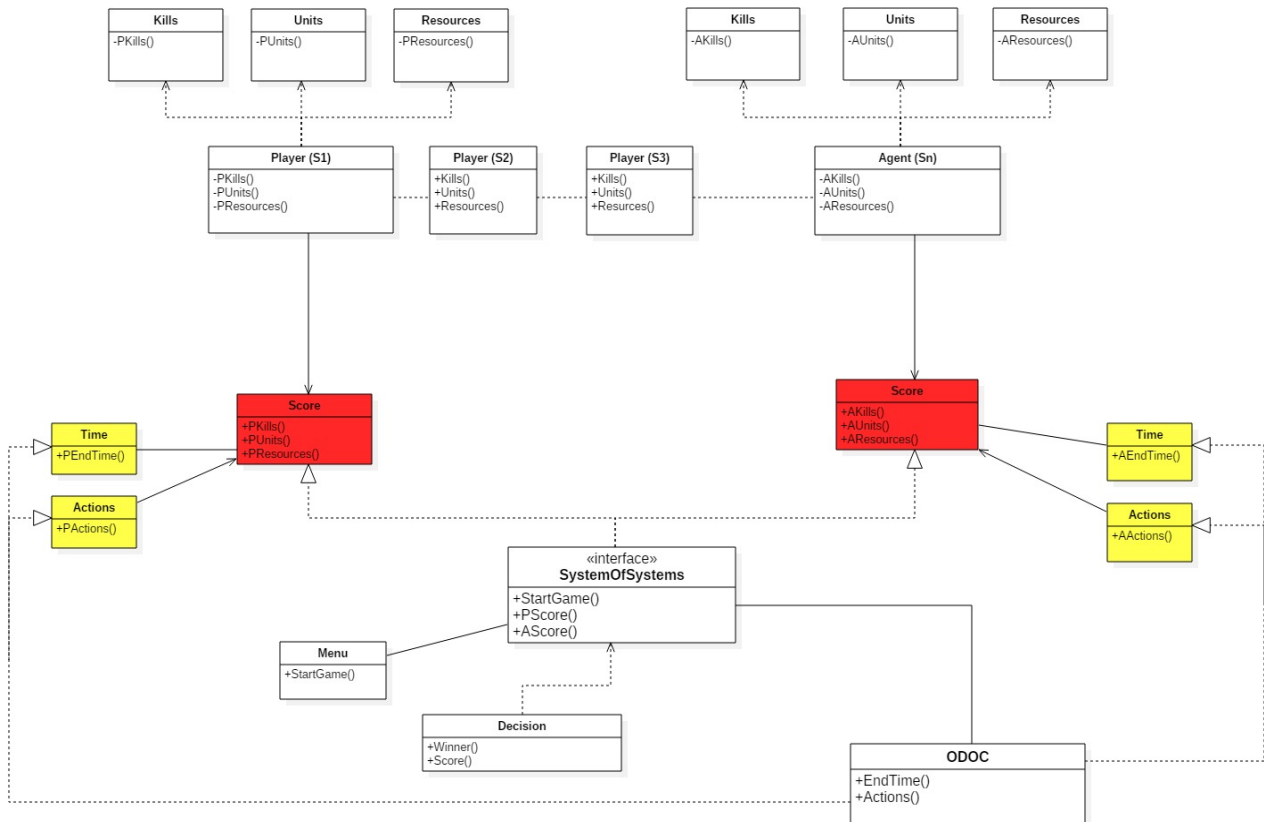 Kills
-PKills()
Units
-PUnits()
Resources
-PResources()
Kills
-AKills()
Units
-AUnits()
Resources
-AResources()
Player (S1)
-PKills()
-PUnits()
-PResources()
Player (S2)
+Kills()
+Units()
+Resources()
Player (S3)
+Kills()
+Units()
+Resurces()
Agent (Sn)
-AKills()
-AUnits()
-AResources()
Score
+PKills()
+PUnits()
+PResources()
Score
+AKills()
+AUnits()
+AResources()
Time
+PEndTime()
Actions
+PActions()
Time
+AEndTime()
Actions
+AActions()
«interface»
SystemOfSystems
+StartGame()
+PScore()
+AScore()
Menu
+StartGame()
Decision
+Winner()
+Score()
ODOC
+EndTime()
+Actions()